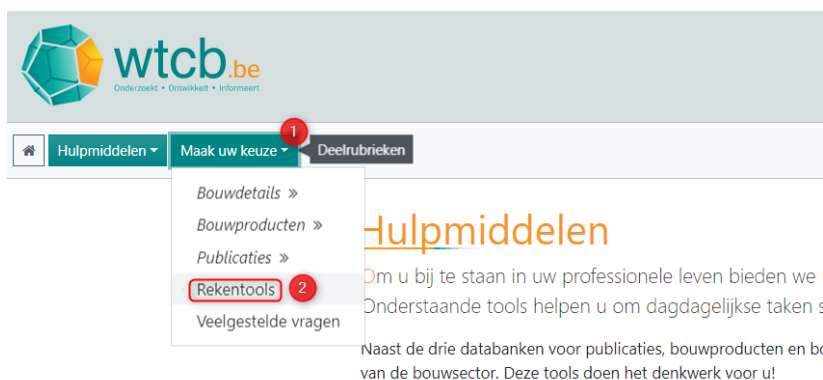 wtcb.be
Onderzoekt • Ontwikkelt • Informeert
1
Hulpmiddelen Maak uw keuze Deelrubrieken
Bouwdetails »
Bouwproducten »
Publicaties »
Rekentools 2
Veelgestelde vragen
Hulpmiddelen
Om u bij te staan in uw professionele leven bieden we
Onderstaande tools helpen u om dagdagelijkse taken s
Naast de drie databanken voor publicaties, bouwproducten en bo
van de bouwsector. Deze tools doen het denkwerk voor u!